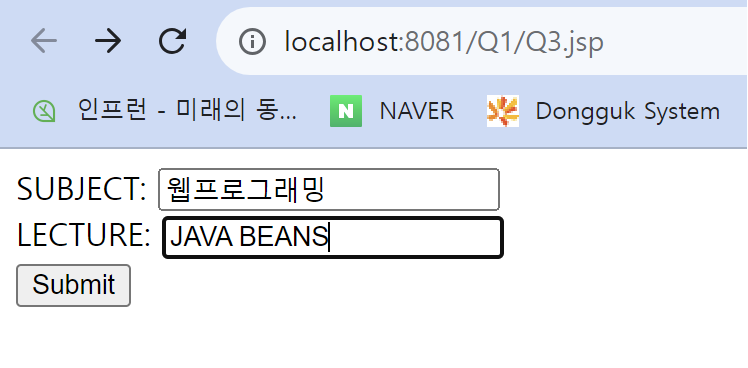 localhost:8081/Q1/Q3.jsp
인프런 - 미래의 동... N NAVER Dongguk System
SUBJECT: 웹프로그래밍
LECTURE: JAVA BEANS
Submit